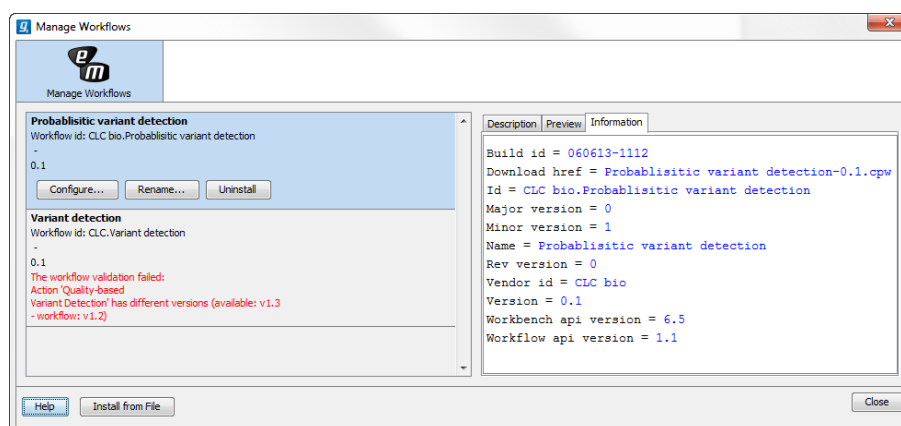 Manage Workflows
Manage Workflows
Probablisitic variant detection
Workflow id: CLC bio.Probablisitic variant detection
-
0.1
Configure... Rename... Uninstall
Variant detection
Workflow id: CLC.Variant detection
-
0.1
The workflow validation failed:
Action 'Quality-based
Variant Detection' has different versions (available: v1.3
- workflow: v1.2)
Description Preview Information
Build id = 060613-1112
Download href = Probablisitic variant detection-0.1.cpw
Id = CLC bio.Probablisitic variant detection
Major version = 0
Minor version = 1
Name = Probablisitic variant detection
Rev version = 0
Vendor id = CLC bio
Version = 0.1
Workbench api version = 6.5
Workflow api version = 1.1
Help Install from File Close